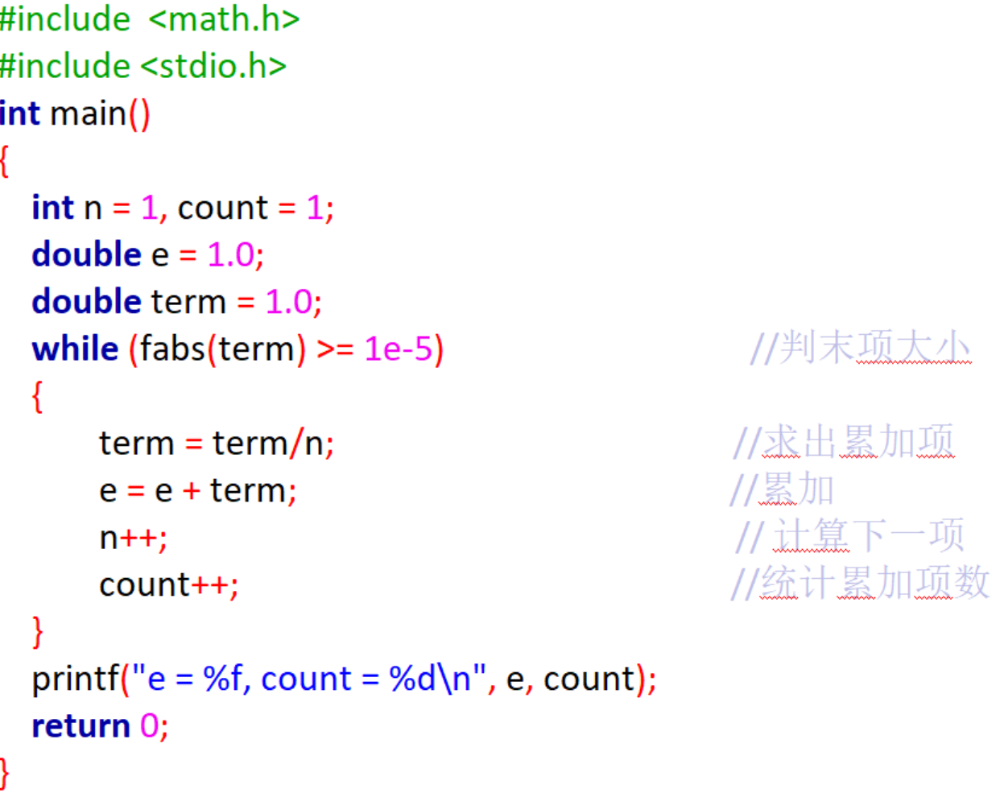 #include  <math.h>
#include <stdio.h>
int main()
{
int n = 1, count = 1;
double e = 1.0;
double term = 1.0;
while (fabs(term) >= 1e-5) //判末项大小
{
term = term/n; //求出累加项
e = e + term; //累加
n++; // 计算下一项
count++; //统计累加项数
}
printf("e = %f, count = %d\n", e, count);
return 0;
}